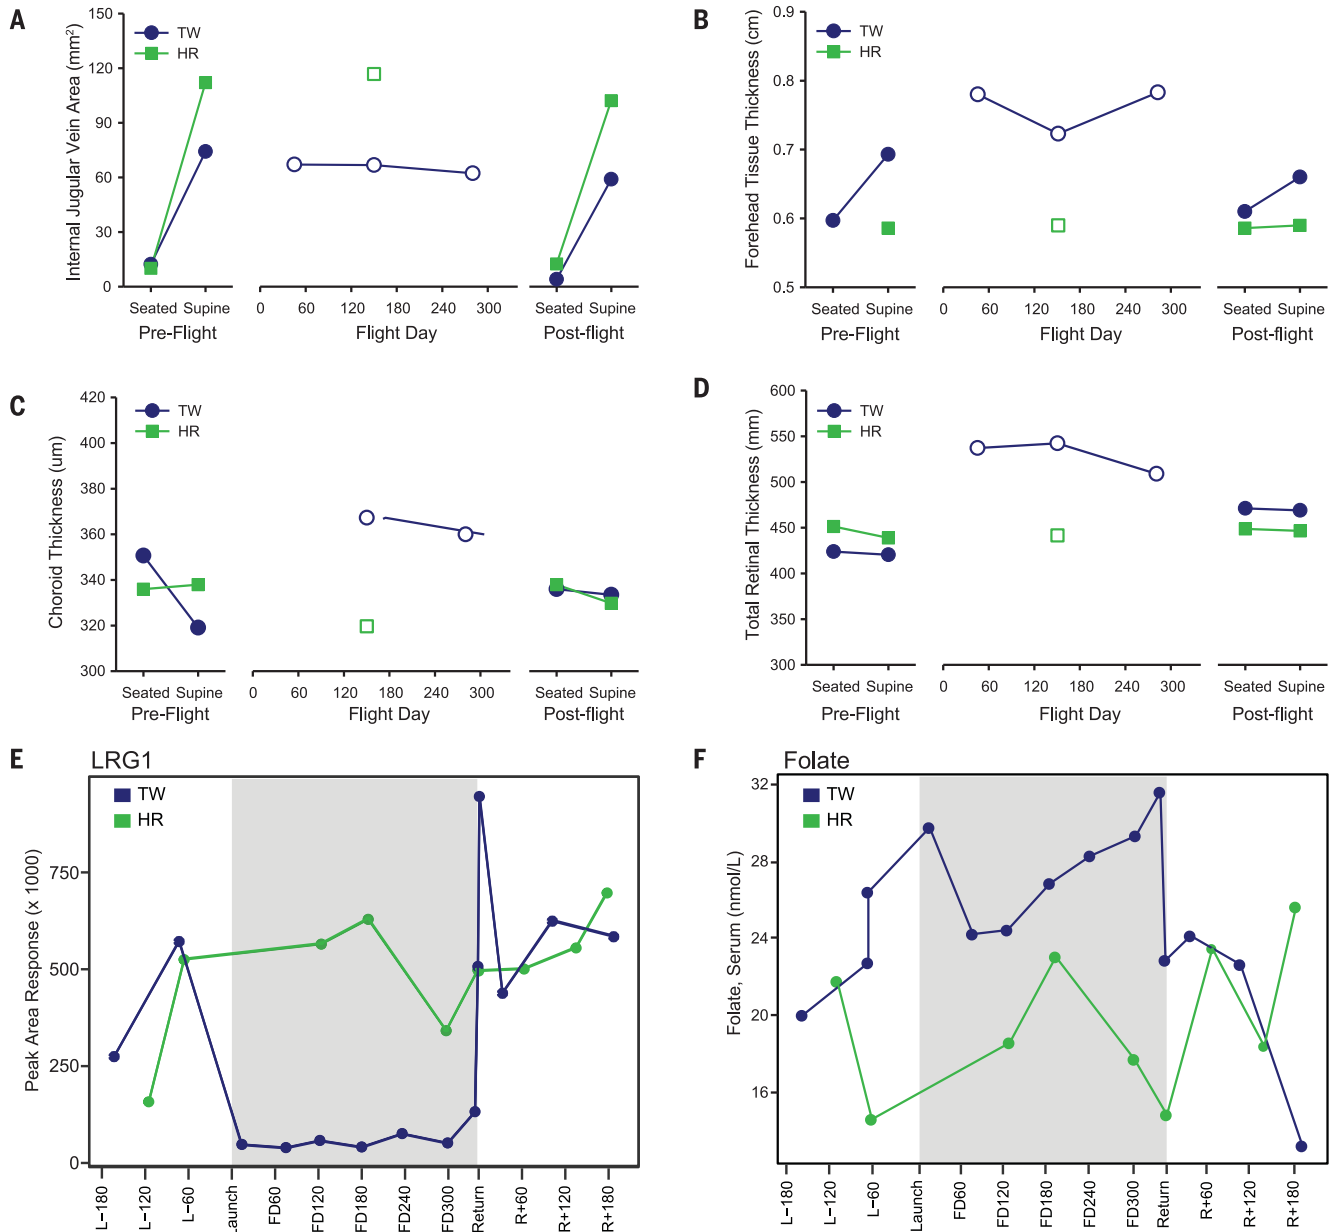 A
Internal Jugular Vein Area (mm²)
150
120
90
60
30
0
TW
HR
Seated Supine
Pre-Flight
0 60 120 180 240 300
Flight Day
Seated Supine
Post-flight
B
Forehead Tissue Thickness (cm)
0.9
0.8
0.7
0.6
0.5
TW
HR
Seated Supine
Pre-Flight
0 60 120 180 240 300
Flight Day
Seated Supine
Post-flight
C
Choroid Thickness (um)
420
400
380
360
340
320
300
TW
HR
Seated Supine
Pre-Flight
0 60 120 180 240 300
Flight Day
Seated Supine
Post-flight
D
Total Retinal Thickness (mm)
600
550
500
450
400
350
300
TW
HR
Seated Supine
Pre-Flight
0 60 120 180 240 300
Flight Day
Seated Supine
Post-flight
E
LRG1
Peak Area Response (x 1000)
750
500
250
0
TW
HR
L-180
L-120
L-60
Launch
FD60
FD120
FD180
FD240
FD300
Return
R+60
R+120
R+180
F
Folate
Folate, Serum (nmol/L)
32
28
24
20
16
TW
HR
L-180
L-120
L-60
Launch
FD60
FD120
FD180
FD240
FD300
Return
R+60
R+120
R+180